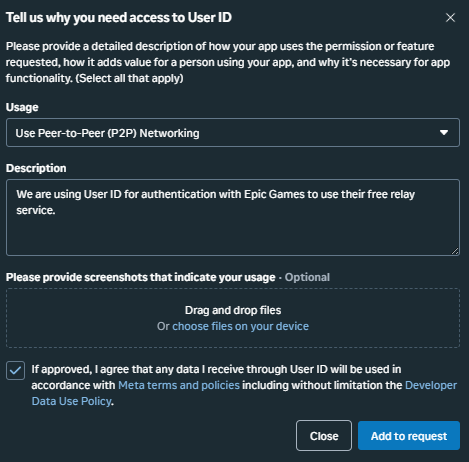 Tell us why you need access to User ID
Please provide a detailed description of how your app uses the permission or feature
requested, how it adds value for a person using your app, and why it's necessary for app
functionality. (Select all that apply)
Usage
Use Peer-to-Peer (P2P) Networking
Description
We are using User ID for authentication with Epic Games to use their free relay
service.
Please provide screenshots that indicate your usage - Optional
Drag and drop files
Or choose files on your device
If approved, I agree that any data I receive through User ID will be used in
accordance with Meta terms and policies including without limitation the Developer
Data Use Policy.
Close
Add to request